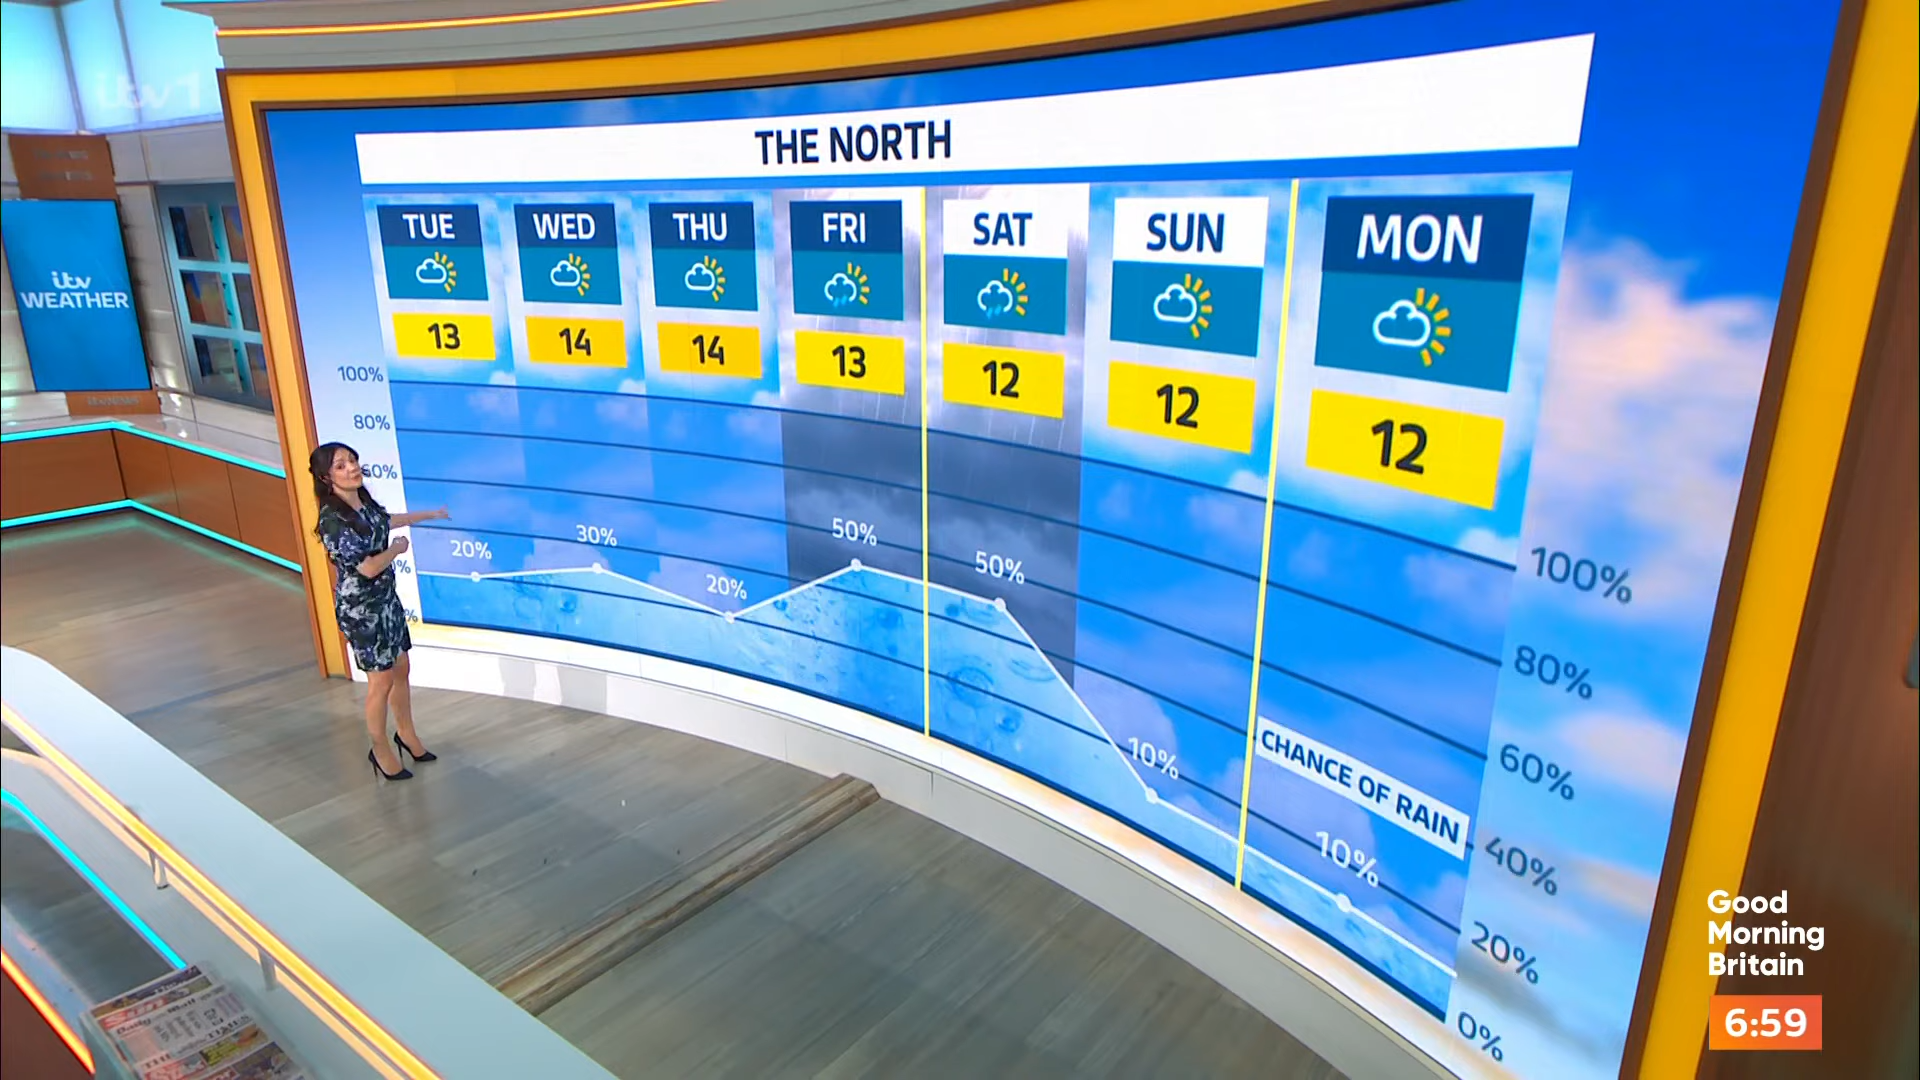 itv1
itv
WEATHER
THE NORTH
TUE
WED
THU
FRI
SAT
SUN
MON
13
14
14
13
12
12
12
100%
80%
60%
20%
30%
20%
50%
50%
10%
10%
CHANCE OF RAIN
100%
80%
60%
40%
20%
0%
Good
Morning
Britain
6:59